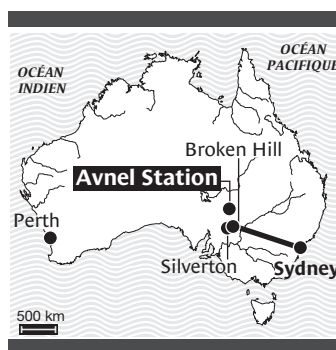 OCÉAN
PACIFIQUE
OCÉAN
INDIEN
Broken Hill
Avnel Station
Perth
Silverton
Sydney
500 km